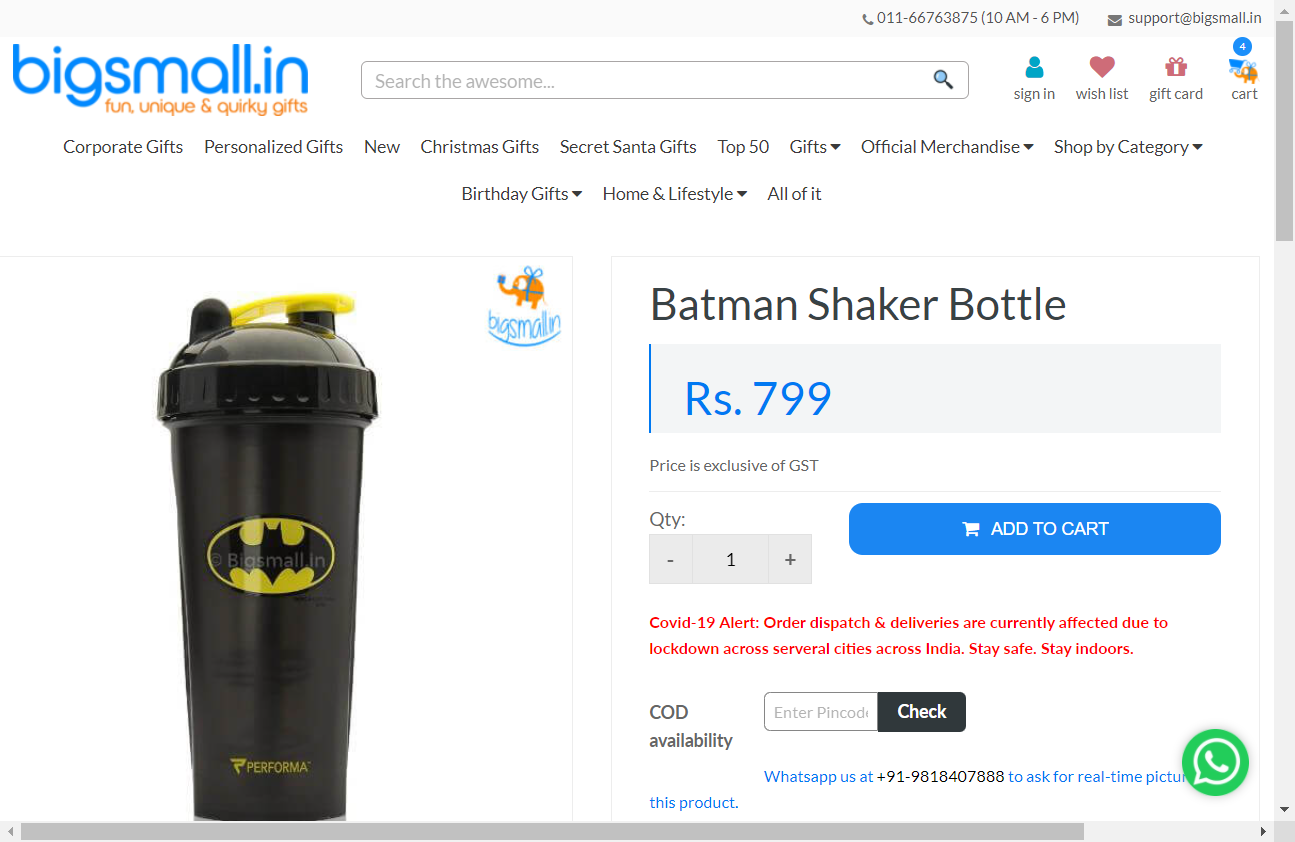 011-66763875 (10 AM - 6 PM) support@bigsmall.in
bigsmall.in
fun, unique & quirky gifts
Search the awesome...
4
sign in wish list gift card cart
Corporate Gifts Personalized Gifts New Christmas Gifts Secret Santa Gifts Top 50 Gifts Official Merchandise Shop by Category
Birthday Gifts Home & Lifestyle All of it
bigsmall.in
© Bigsmall.in
PERFORMA
Batman Shaker Bottle
Rs. 799
Price is exclusive of GST
Qty:
- 1 +
ADD TO CART
Covid-19 Alert: Order dispatch & deliveries are currently affected due to
lockdown across serveral cities across India. Stay safe. Stay indoors.
COD
availability
Enter Pincode
Check
Whatsapp us at +91-9818407888 to ask for real-time
this product.